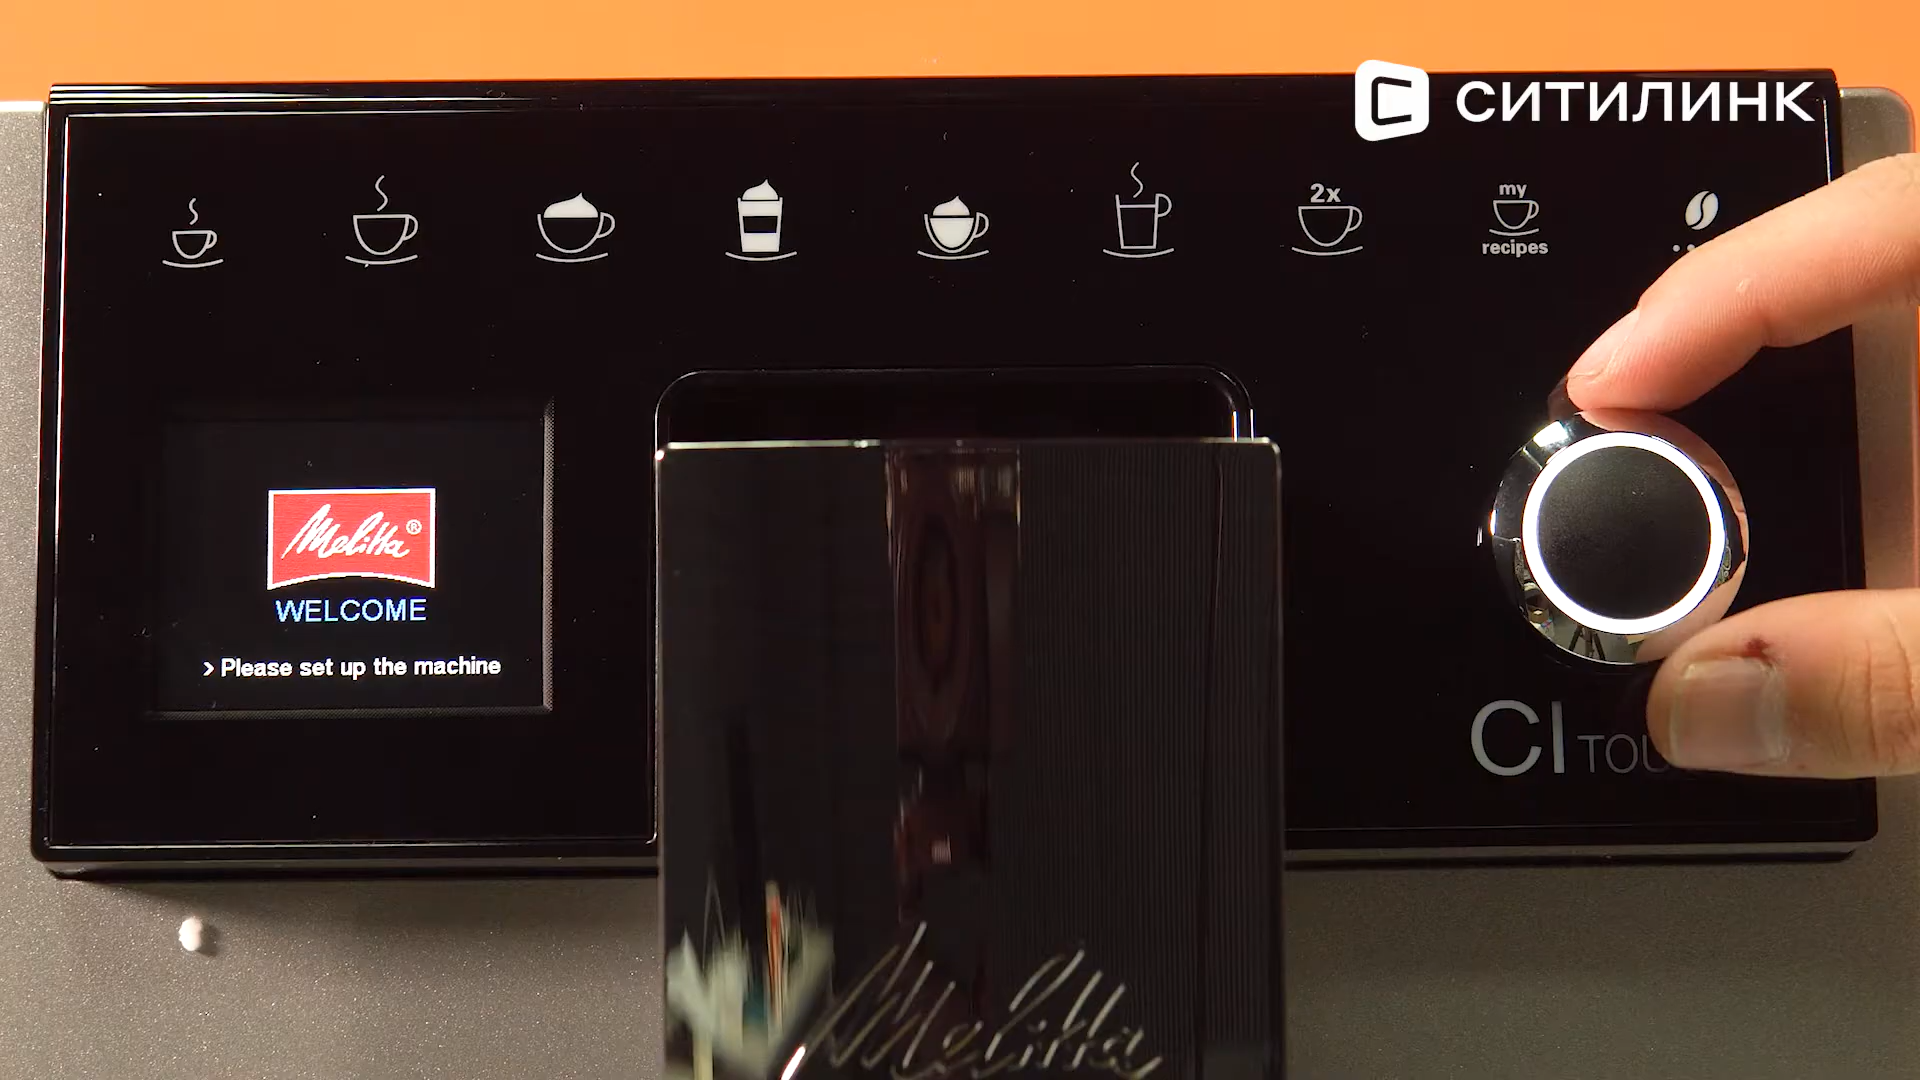 СИТИЛИНК
2x
my
recipes
Melitta®
WELCOME
› Please set up the machine
CI
Melitta